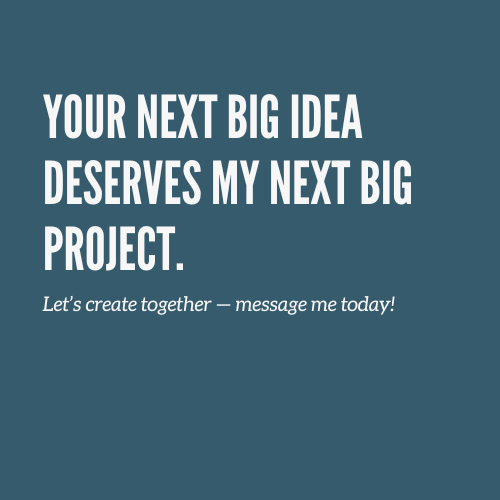 YOUR NEXT BIG IDEA
DESERVES MY NEXT BIG
PROJECT.
Let's create together — message me today!